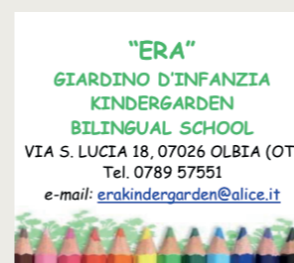 “ERA”
GIARDINO D’INFANZIA
KINDERGARDEN
BILINGUAL SCHOOL
VIA S. LUCIA 18, 07026 OLBIA (OT
Tel. 0789 57551
e-mail: erakindergarden@alice.it